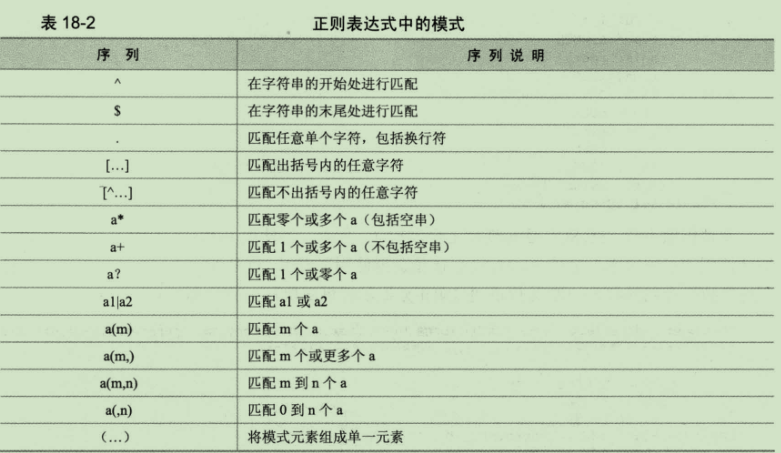 表 18-2 正则表达式中的模式
序 列 序 列 说 明
^ 在字符串的开始处进行匹配
$ 在字符串的末尾处进行匹配
. 匹配任意单个字符，包括换行符
[…] 匹配出括号内的任意字符
[^…] 匹配不出括号内的任意字符
a* 匹配零个或多个 a（包括空串）
a+ 匹配 1 个或多个 a（不包括空串）
a? 匹配 1 个或零个 a
a1|a2 匹配 a1 或 a2
a(m) 匹配 m 个 a
a(m,) 匹配 m 个或更多个 a
a(m,n) 匹配 m 到 n 个 a
a(,n) 匹配 0 到 n 个 a
（…） 将模式元素组成单一元素